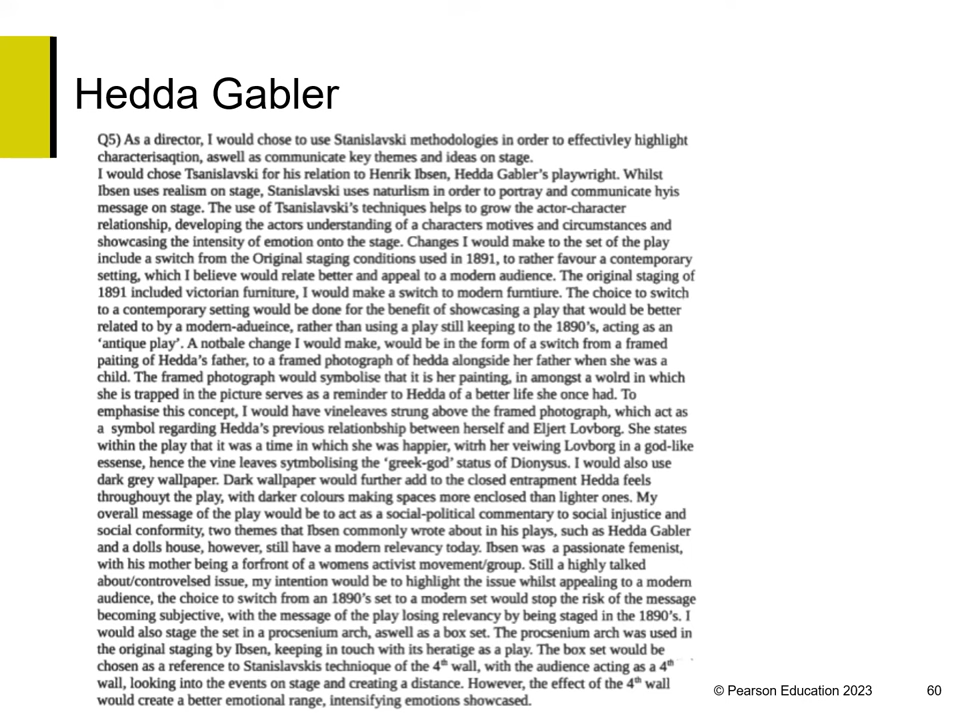 Hedda Gabler
Q5) As a director, I would chose to use Stanislavski methodologies in order to effectivley highlight
characterisaqtion, aswell as communicate key themes and ideas on stage.
I would chose Tsanislavski for his relation to Henrik Ibsen, Hedda Gabler's playwright. Whilst
Ibsen uses realism on stage, Stanislavski uses naturlism in order to portray and communicate hyis
message on stage. The use of Tsanislavski's techniques helps to grow the actor-character
relationship, developing the actors understanding of a characters motives and circumstances and
showcasing the intensity of emotion onto the stage. Changes I would make to the set of the play
include a switch from the Original staging conditions used in 1891, to rather favour a contemporary
setting, which I believe would relate better and appeal to a modern audience. The original staging of
1891 included victorian furniture, I would make a switch to modern furntiure. The choice to switch
to a contemporary setting would be done for the benefit of showcasing a play that would be better
related to by a modern-adueince, rather than using a play still keeping to the 1890's, acting as an
'antique play'. A notbale change I would make, would be in the form of a switch from a framed
paiting of Hedda's father, to a framed photograph of hedda alongside her father when she was a
child. The framed photograph would symbolise that it is her painting, in amongst a wolrd in which
she is trapped in the picture serves as a reminder to Hedda of a better life she once had. To
emphasise this concept, I would have vineleaves strung above the framed photograph, which act as
a symbol regarding Hedda's previous relationbship between herself and Eljert Lovborg. She states
within the play that it was a time in which she was happier, witrh her veiwing Lovborg in a god-like
essense, hence the vine leaves sytmbolising the 'greek-god' status of Dionysus. I would also use
dark grey wallpaper. Dark wallpaper would further add to the closed entrapment Hedda feels
throughouyt the play, with darker colours making spaces more enclosed than lighter ones. My
overall message of the play would be to act as a social-political commentary to social injustice and
social conformity, two themes that Ibsen commonly wrote about in his plays, such as Hedda Gabler
and a dolls house, however, still have a modern relevancy today. Ibsen was a passionate femenist,
with his mother being a forfront of a womens activist movement/group. Still a highly talked
about/controvelsed issue, my intention would be to highlight the issue whilst appealing to a modern
audience, the choice to switch from an 1890's set to a modern set would stop the risk of the message
becoming subjective, with the message of the play losing relevancy by being staged in the 1890's. I
would also stage the set in a procsenium arch, aswell as a box set. The procsenium arch was used in
the original staging by Ibsen, keeping in touch with its heratige as a play. The box set would be
chosen as a reference to Stanislavskis technioque of the 4th wall, with the audience acting as a 4th
wall, looking into the events on stage and creating a distance. However, the effect of the 4th wall
would create a better emotional range, intensifying emotions showcased.
© Pearson Education 2023
60